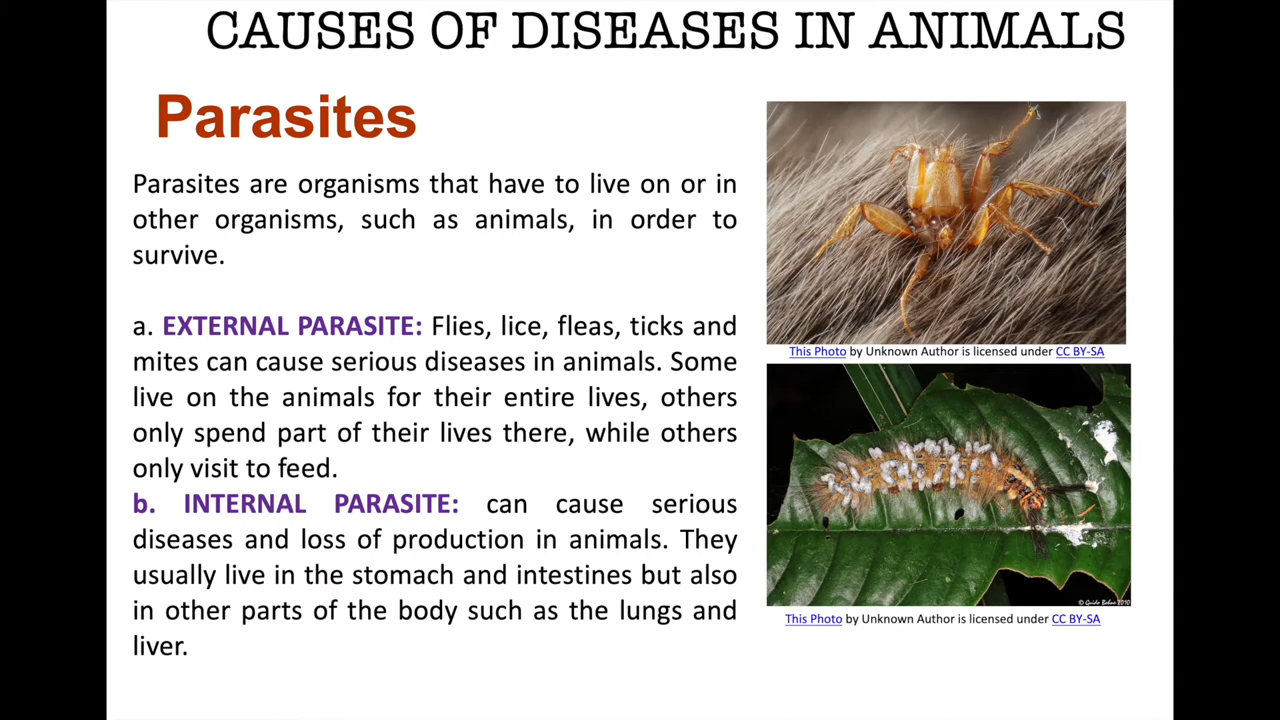 CAUSES OF DISEASES IN ANIMALS
Parasites
Parasites are organisms that have to live on or in
other organisms, such as animals, in order to
survive.
a. EXTERNAL PARASITE: Flies, lice, fleas, ticks and
mites can cause serious diseases in animals. Some
live on the animals for their entire lives, others
only spend part of their lives there, while others
only visit to feed.
b. INTERNAL PARASITE: can cause serious
diseases and loss of production in animals. They
usually live in the stomach and intestines but also
in other parts of the body such as the lungs and
liver.
This Photo by Unknown Author is licensed under CC BY-SA
© Guido Bohne 2010
This Photo by Unknown Author is licensed under CC BY-SA